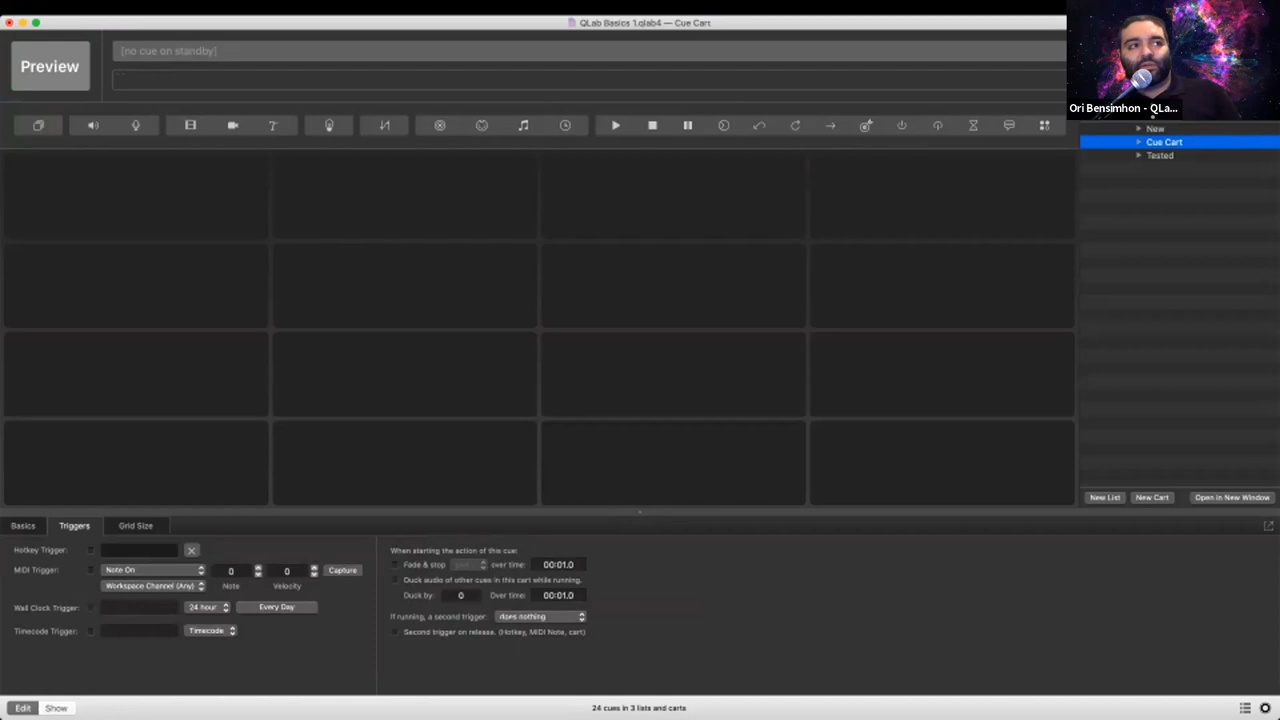 QLab Basics 1.qlab4 — Cue Cart
Preview
[no cue on standby]
Ori Bensimhon - QLa...
New
Cue Cart
Tested
New List
New Cart
Open in New Window
Basics
Triggers
Grid Size
Hotkey Trigger:
MIDI Trigger:
Note On
0
0
Capture
Workspace Channel (Any)
Note
Velocity
Wall Clock Trigger:
24 hour
Every Day
Timecode Trigger:
Timecode
When starting the action of this cue:
Fade & stop
over time:
00:01.0
Duck audio of other cues in this cart while running.
Duck by:
0
Over time:
00:01.0
If running, a second trigger:
does nothing
Second trigger on release. (Hotkey, MIDI Note, cart)
Edit
Show
24 cues in 3 lists and carts